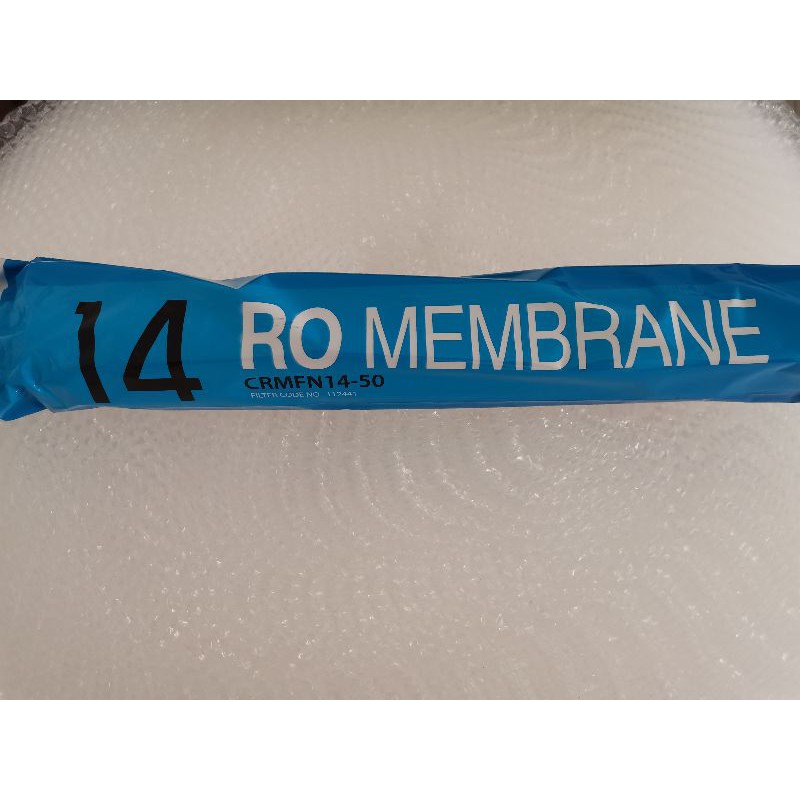 14 RO MEMBRANE
CRMFN14-50
FILTER CODE NO 112441